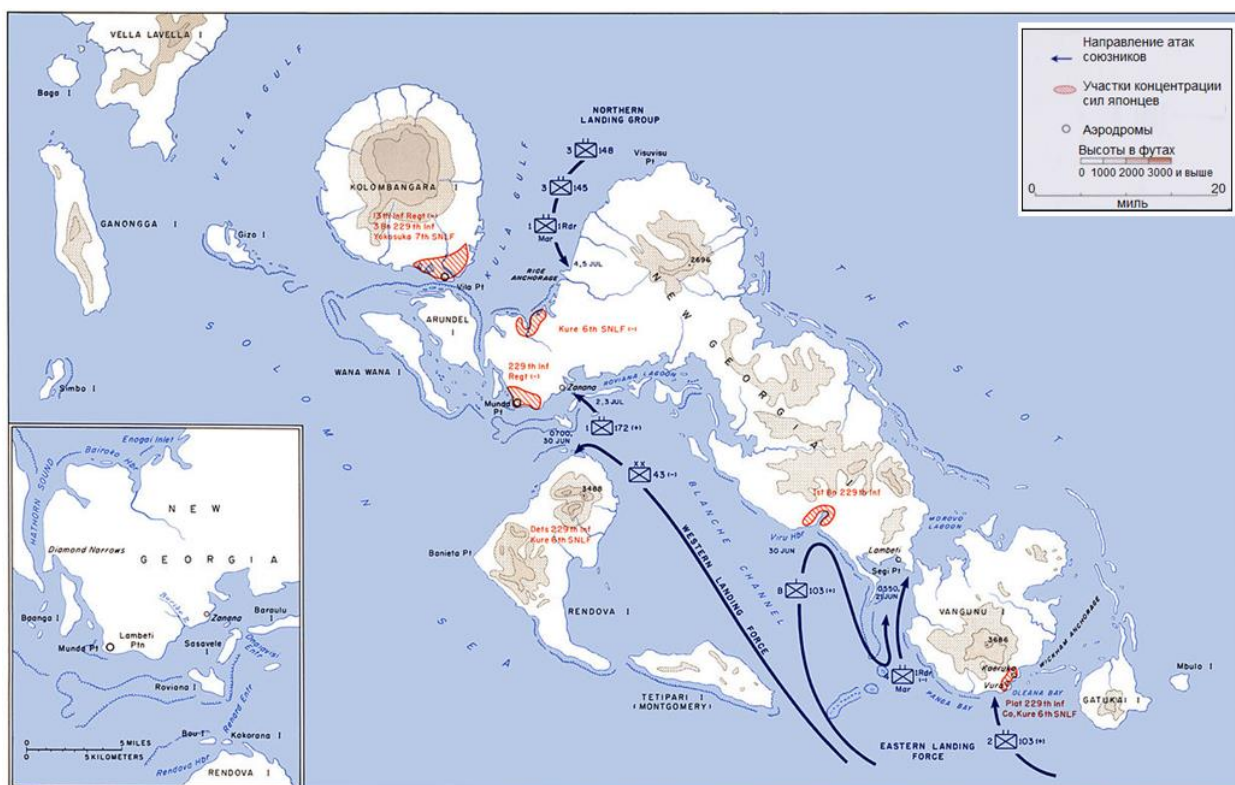 VELLA LAVELLA I
Baga I
VELLA GULF
GANONGGA I
Gizo I
Simbo I
KOLOMBANGARA I
13th Inf Regt (-)
3 Bn 229th Inf
Yokosuka 7th SNLF
Vila Pt
KULA GULF
NORTHERN
LANDING GROUP
3 148
3 145
1 1Rdr
Mar
Visuvisu
Pt
RICE
ANCHORAGE
4,5 JUL
2696
NEW GEORGIA I
THE SLOT
ARUNDEL
I
WANA WANA I
Kure 6th SNLF (-)
229th Inf
Regt (-)
Munda
Pt
Zanana
ROVIANA LAGOON
2,3 JUL
1 172 (+)
0700,
30 JUN
XX
43 (-)
3488
Dets 229th Inf
Kure 6th SNLF
Banieta Pt
RENDOVA I
BLANCHE CHANNEL
WESTERN LANDING FORCE
1st Bn 229th Inf
Viru Hbr
30 JUN
B 103 (+)
MOROVO
LAGOON
Lambeti
Segi Pt
0550,
21 JUN
VANGUNU I
3686
Kaeruka
Vura
WICKHAM ANCHORAGE
4 1Rdr
(-)
Mar
PANGA BAY
OLEANA BAY
Plat 229th Inf
Co, Kure 6th SNLF
GATUKAI I
Mbulo I
TETIPARI I
(MONTGOMERY)
EASTERN LANDING
FORCE
2 103 (+)
SOLOMON SEA
Направление атак
союзников
Участки концентрации
сил японцев
Аэродромы
Высоты в футах
0 1000 2000 3000 и выше
0 20
миль
Enogai Inlet
Bairoko Hbr
HATHORN SOUND
NEW
GEORGIA
Diamond Narrows
Baanga I
Zanana
Baraulu
I
Lambeti
Ptn
Munda Pt
Sasavele
I
Roviana
I
Rendova Entr
Bau I
Kokorana
I
Rendova Hbr
RENDOVA I
0 5 MILES
0 5 KILOMETERS